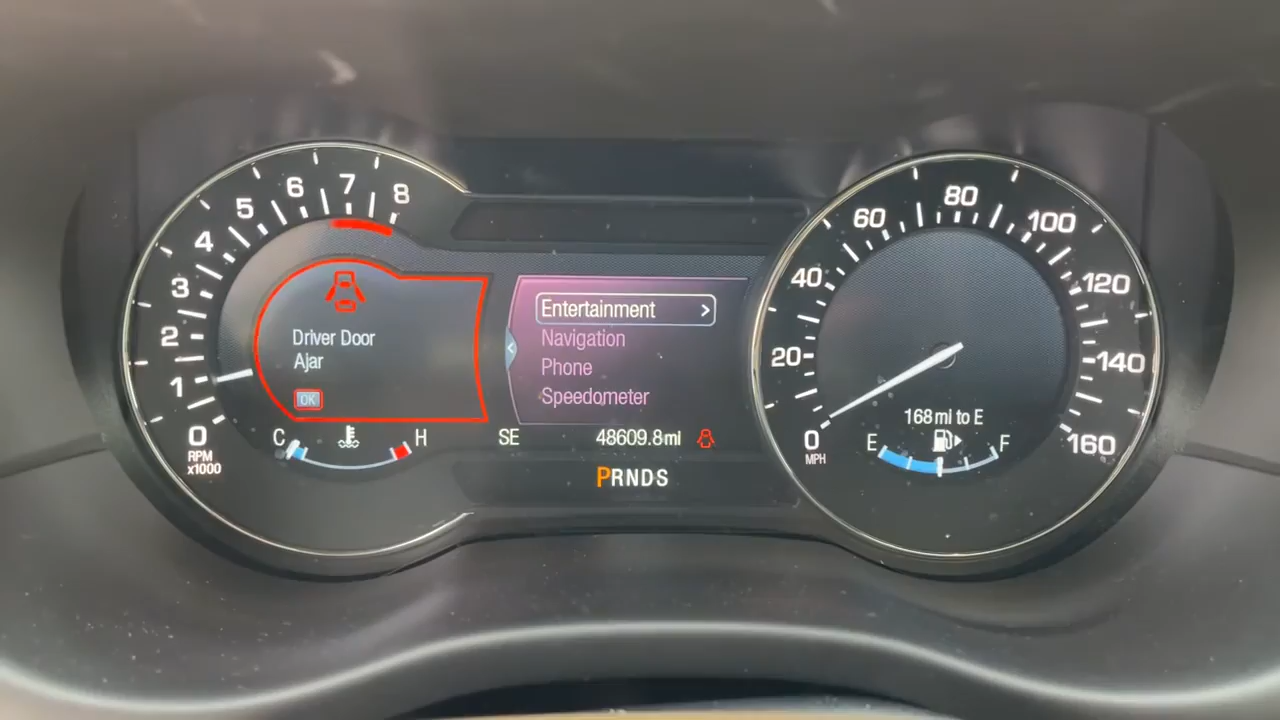 8
7
6
5
4
3
2
1
0
RPM
x1000
Driver Door
Ajar
OK
C
H
Entertainment >
Navigation
Phone
Speedometer
SE
48609.8mi
PRNDS
0
MPH
20
40
60
80
100
120
140
160
168 mi to E
E
F